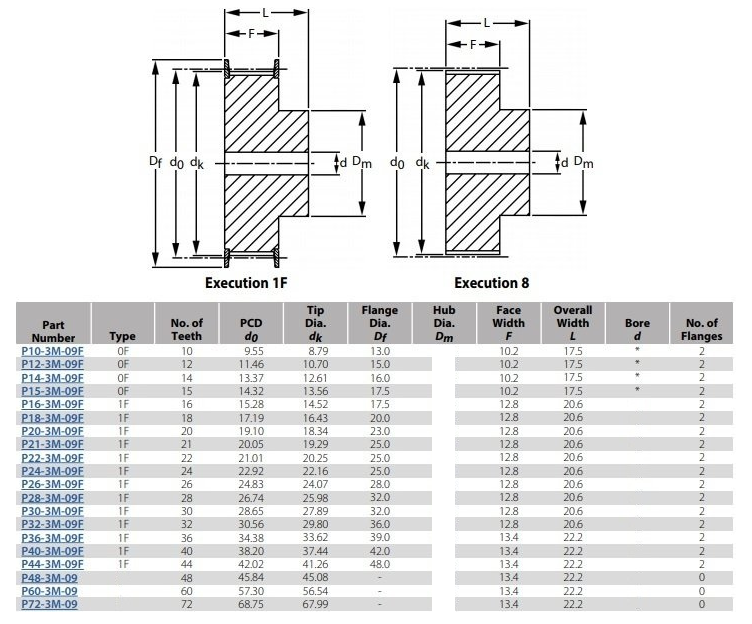 L L
F F
Df d0 dk d Dm d0 dk d Dm
Execution 1F Execution 8
Part Number Type No. of Teeth PCD d0 Tip Dia. dk Flange Dia. Df Hub Dia. Dm Face Width F Overall Width L Bore d No. of Flanges
P10-3M-09F 0F 10 9.55 8.79 13.0 10.2 17.5 * 2
P12-3M-09F 0F 12 11.46 10.70 15.0 10.2 17.5 * 2
P14-3M-09F 0F 14 13.37 12.61 16.0 10.2 17.5 * 2
P15-3M-09F 0F 15 14.32 13.56 17.5 10.2 17.5 * 2
P16-3M-09F 1F 16 15.28 14.52 17.5 12.8 20.6 2
P18-3M-09F 1F 18 17.19 16.43 20.0 12.8 20.6 2
P20-3M-09F 1F 20 19.10 18.34 23.0 12.8 20.6 2
P21-3M-09F 1F 21 20.05 19.29 25.0 12.8 20.6 2
P22-3M-09F 1F 22 21.01 20.25 25.0 12.8 20.6 2
P24-3M-09F 1F 24 22.92 22.16 25.0 12.8 20.6 2
P26-3M-09F 1F 26 24.83 24.07 28.0 12.8 20.6 2
P28-3M-09F 1F 28 26.74 25.98 32.0 12.8 20.6 2
P30-3M-09F 1F 30 28.65 27.89 32.0 12.8 20.6 2
P32-3M-09F 1F 32 30.56 29.80 36.0 12.8 20.6 2
P36-3M-09F 1F 36 34.38 33.62 39.0 13.4 22.2 2
P40-3M-09F 1F 40 38.20 37.44 42.0 13.4 22.2 2
P44-3M-09F 1F 44 42.02 41.26 48.0 13.4 22.2 2
P48-3M-09 48 45.84 45.08 - 13.4 22.2 0
P60-3M-09 60 57.30 56.54 - 13.4 22.2 0
P72-3M-09 72 68.75 67.99 - 13.4 22.2 0